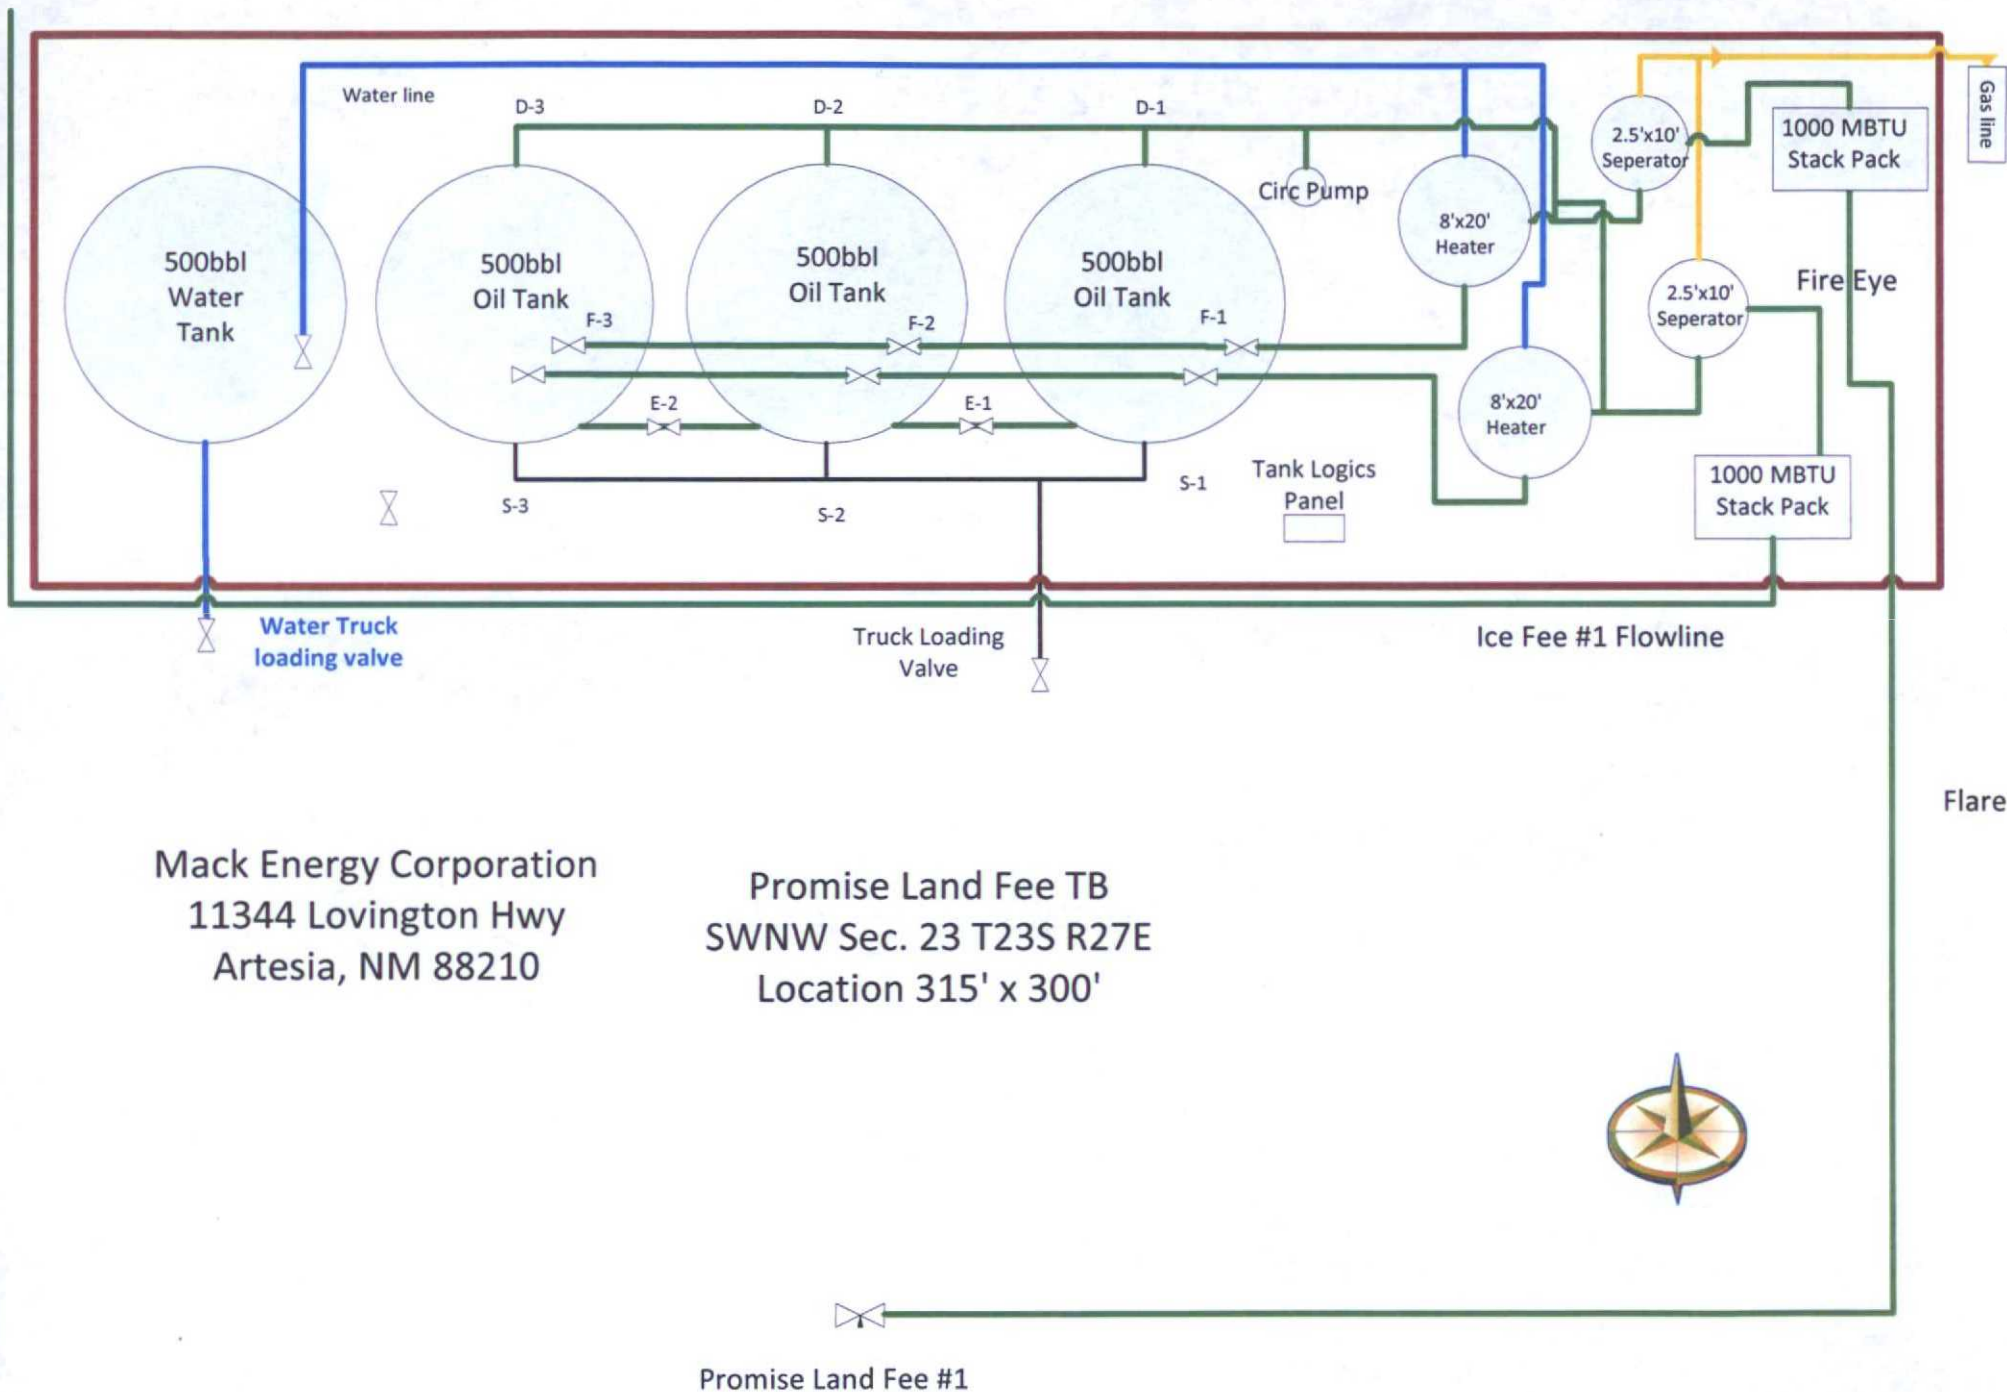 Water line
D-3
D-2
D-1
Circ Pump
2.5'x10'
Seperator
1000 MBTU
Stack Pack
Gas line
500bbl
Water
Tank
500bbl
Oil Tank
500bbl
Oil Tank
500bbl
Oil Tank
8'x20'
Heater
2.5'x10'
Seperator
Fire Eye
F-3
F-2
F-1
E-2
E-1
8'x20'
Heater
S-3
S-2
S-1
Tank Logics
Panel
1000 MBTU
Stack Pack
Water Truck
loading valve
Truck Loading
Valve
Ice Fee #1 Flowline
Flare
Mack Energy Corporation
11344 Lovington Hwy
Artesia, NM 88210
Promise Land Fee TB
SWNW Sec. 23 T23S R27E
Location 315' x 300'
Promise Land Fee #1